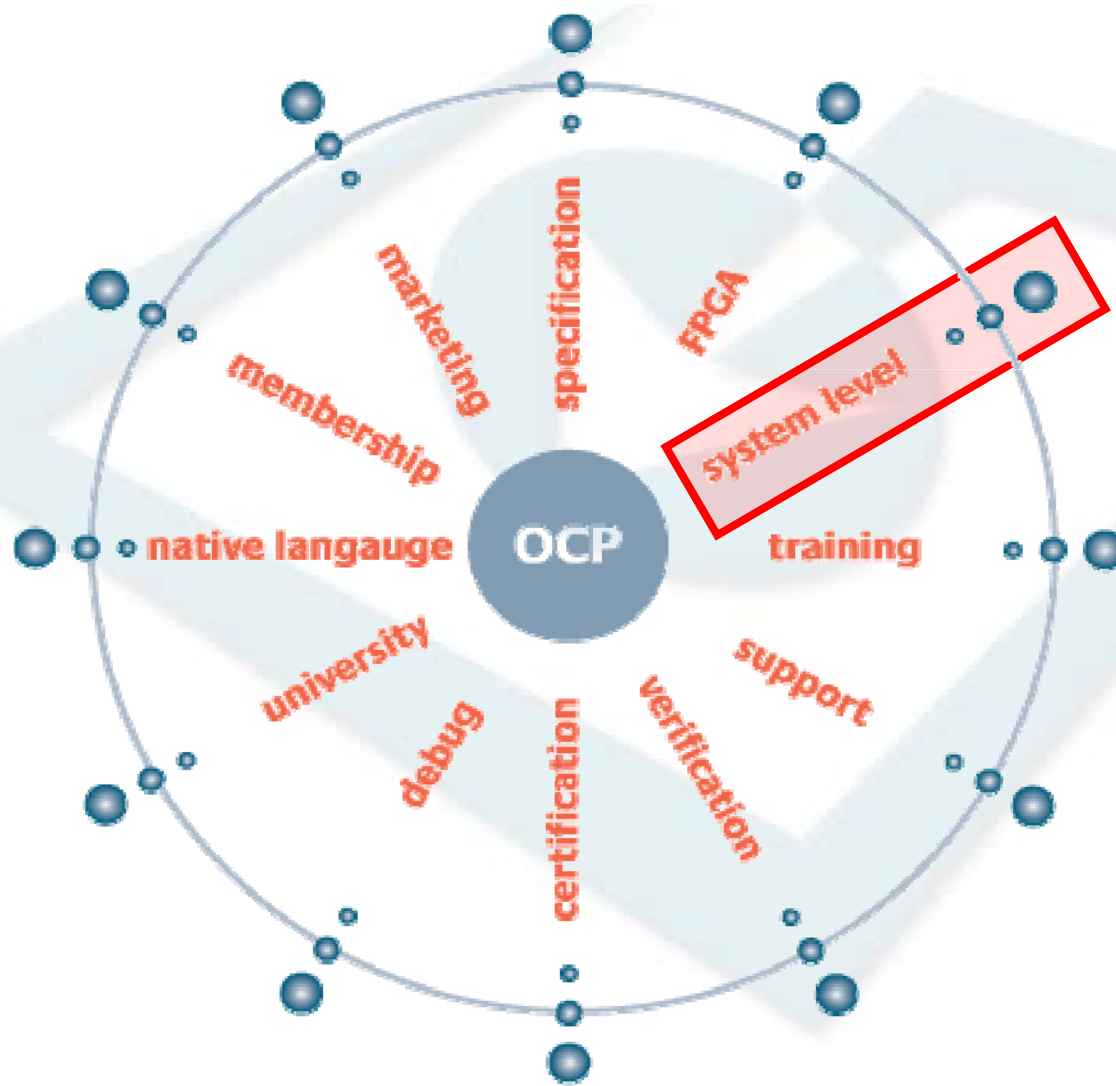 specification
FPGA
system level
training
support
verification
certification
debug
university
native langauge
membership
marketing
OCP